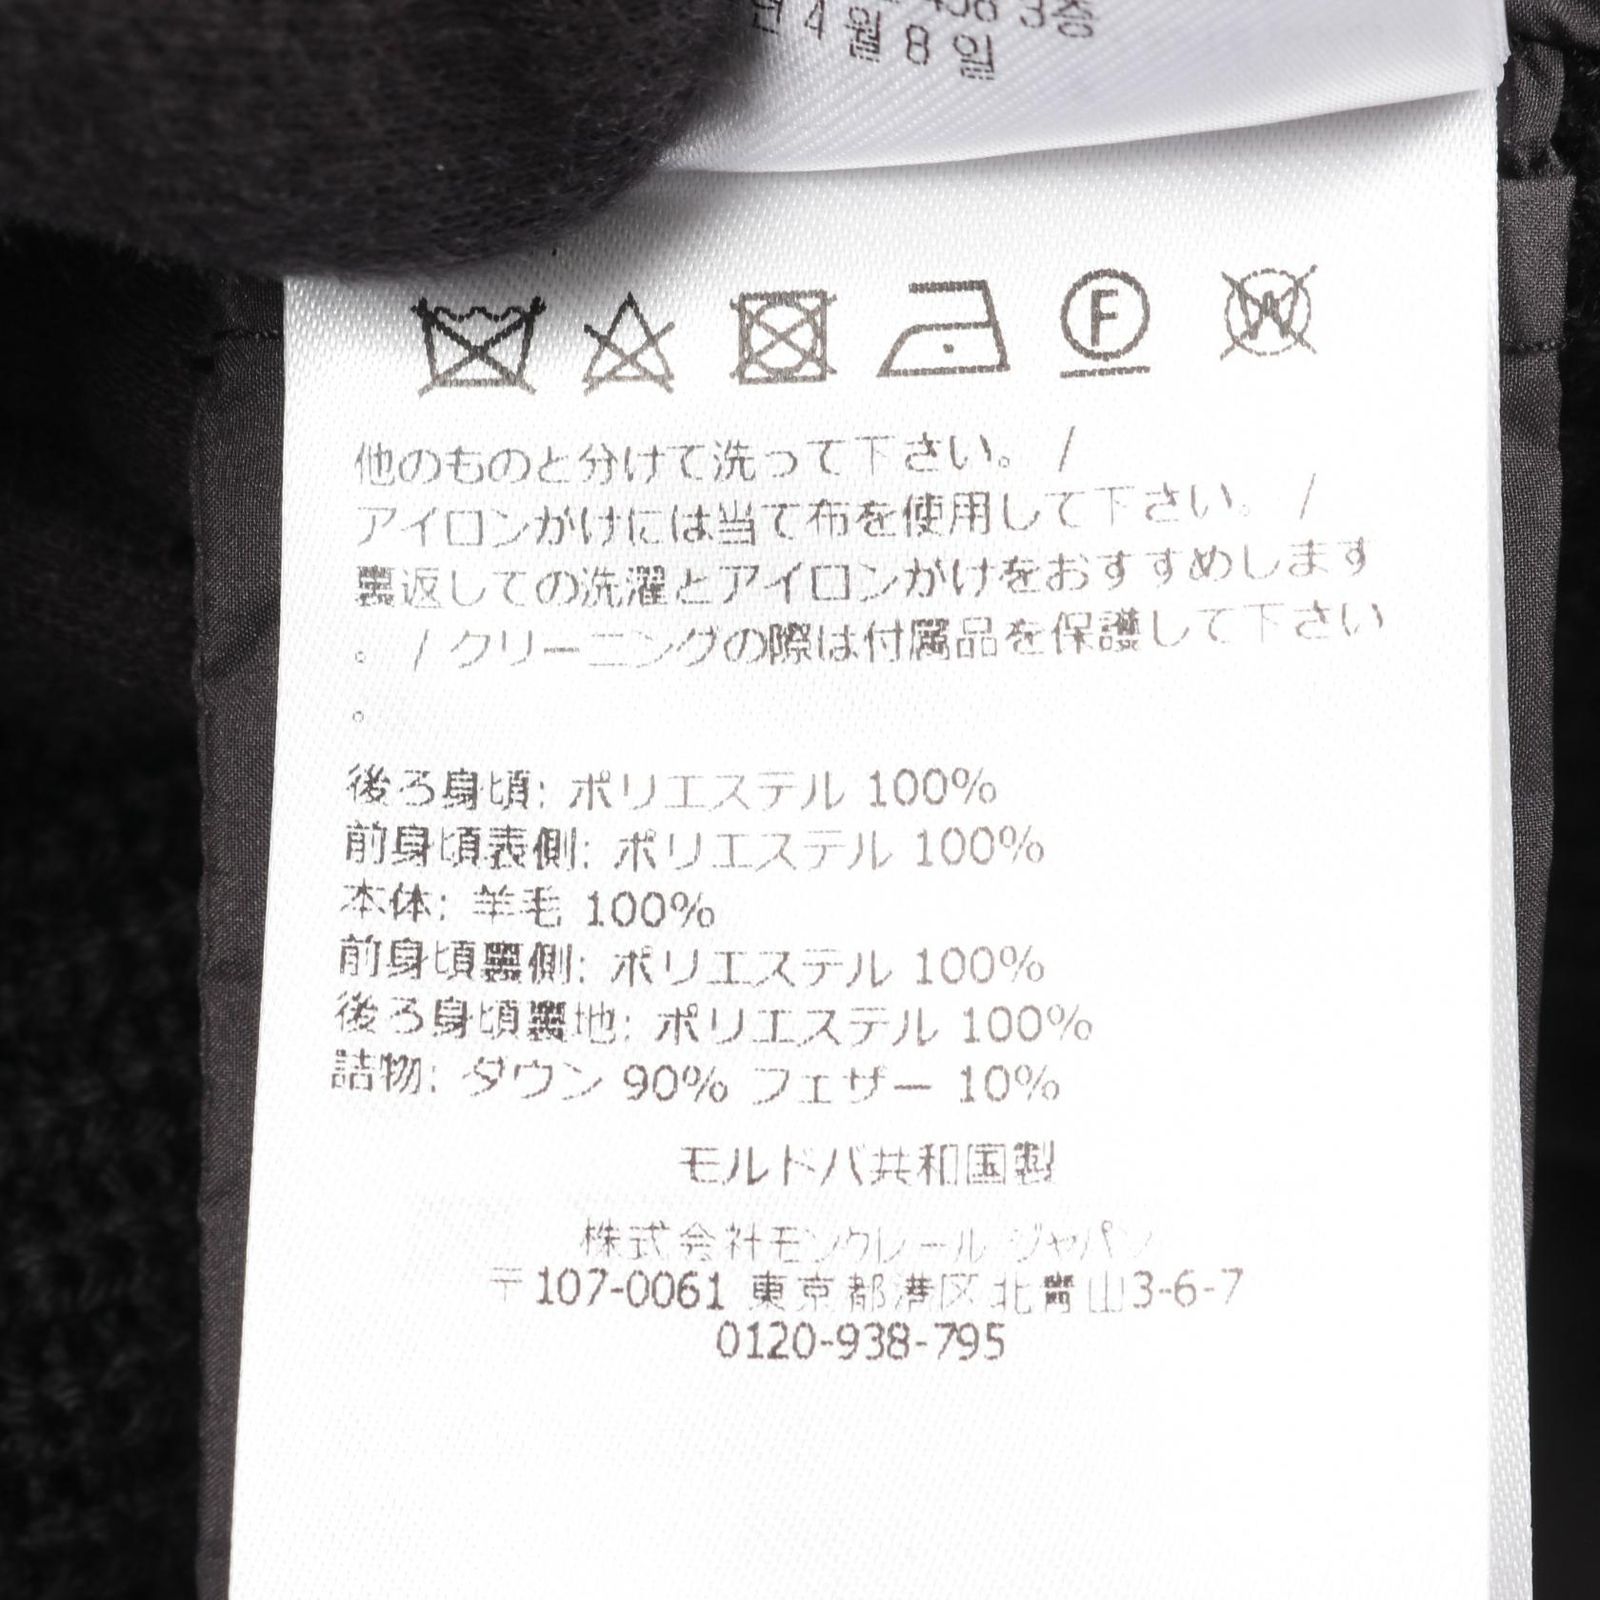 4월 8일
他のものと分けて洗って下さい。 /
アイロンがけには当て布を使用して下さい。 /
裏返しての洗濯とアイロンがけをおすすめします
。 / クリーニングの際は付属品を保護して下さい
。
後ろ身頃: ポリエステル 100%
前身頃表側: ポリエステル 100%
本体: 羊毛 100%
前身頃裏側: ポリエステル 100%
後ろ身頃裏地: ポリエステル 100%
詰物: ダウン 90% フェザー 10%
モルドバ共和国製
株式会社モンクレール ジャパン
〒107-0061 東京都港区北青山3-6-7
0120-938-795